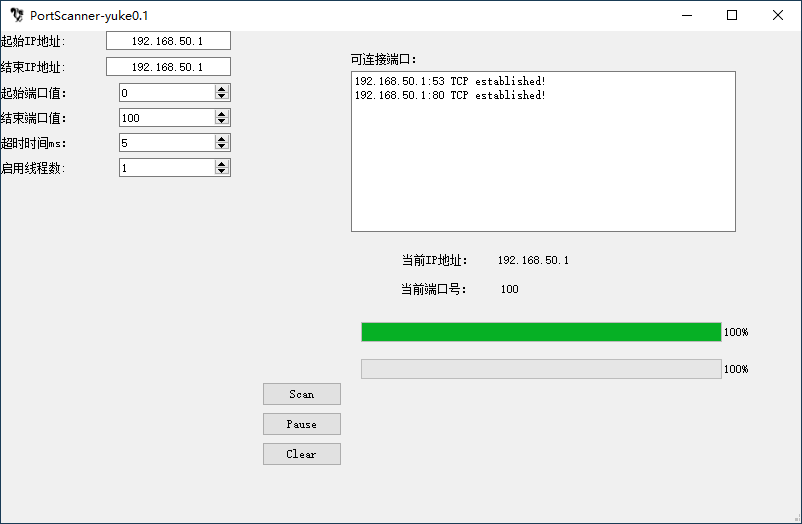 PortScanner-yuke0.1
起始IP地址: 192.168.50.1
结束IP地址: 192.168.50.1
起始端口值: 0
结束端口值: 100
超时时间ms: 5
启用线程数: 1
可连接端口:
192.168.50.1:53 TCP established!
192.168.50.1:80 TCP established!
当前IP地址: 192.168.50.1
当前端口号: 100
100%
100%
Scan
Pause
Clear